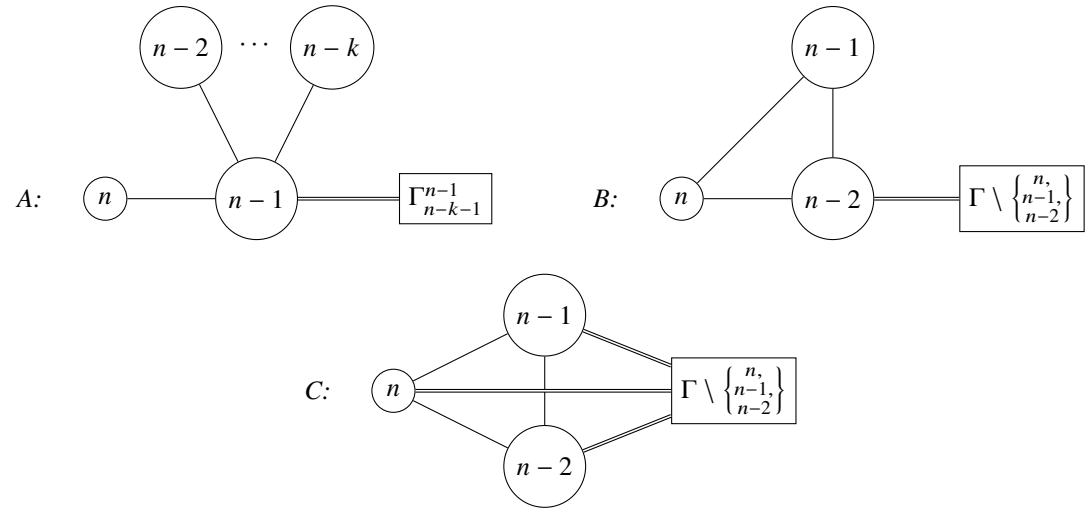 n − 2 ··· n − k
A: n n − 1 Γ^{n−1}_{n−k−1}
n − 1
B: n n − 2 Γ \ {n, n−1, n−2}
n − 1
C: n Γ \ {n, n−1, n−2}
n − 2